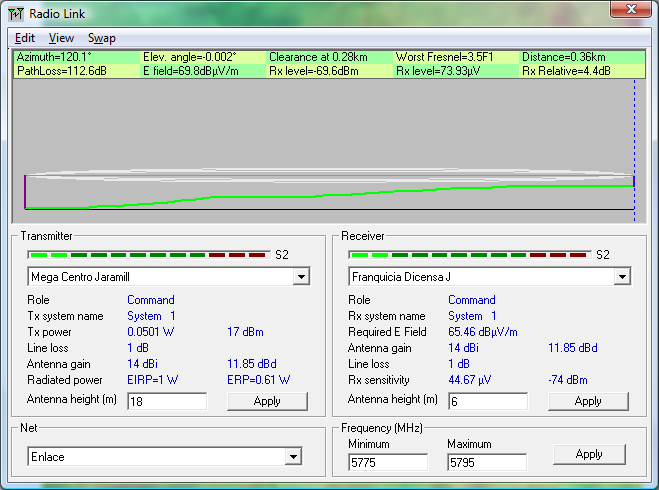 Radio Link
Edit View Swap
Azimuth=120.1° Elev. angle=-0.002° Clearance at 0.28km Worst Fresnel=3.5F1 Distance=0.36km
PathLoss=112.6dB E field=69.8dBµV/m Rx level=-69.6dBm Rx level=73.93µV Rx Relative=4.4dB
Transmitter
S2
Mega Centro Jaramill
Role Command
Tx system name System 1
Tx power 0.0501 W 17 dBm
Line loss 1 dB
Antenna gain 14 dBi 11.85 dBd
Radiated power EIRP=1 W ERP=0.61 W
Antenna height (m) 18 Apply
Receiver
S2
Franquicia Dicensa J
Role Command
Rx system name System 1
Required E Field 65.46 dBµV/m
Antenna gain 14 dBi 11.85 dBd
Line loss 1 dB
Rx sensitivity 44.67 µV -74 dBm
Antenna height (m) 6 Apply
Net
Enlace
Frequency (MHz)
Minimum Maximum
5775 5795 Apply